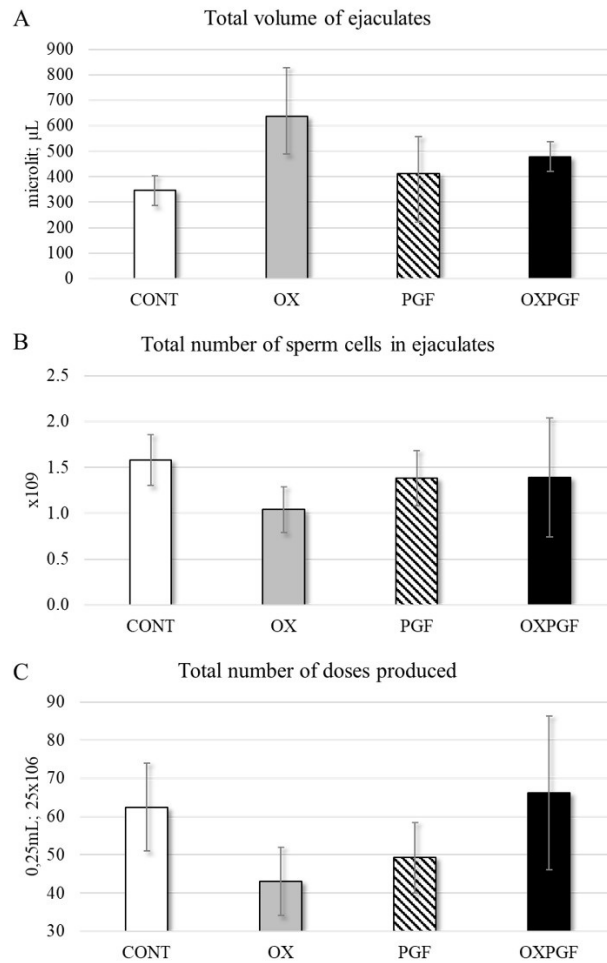 A
Total volume of ejaculates
microlit; µL
900
800
700
600
500
400
300
200
100
0
CONT OX PGF OXPGF
B
Total number of sperm cells in ejaculates
x109
2.5
2.0
1.5
1.0
0.5
0.0
CONT OX PGF OXPGF
C
Total number of doses produced
0,25mL; 25x106
90
80
70
60
50
40
30
CONT OX PGF OXPGF